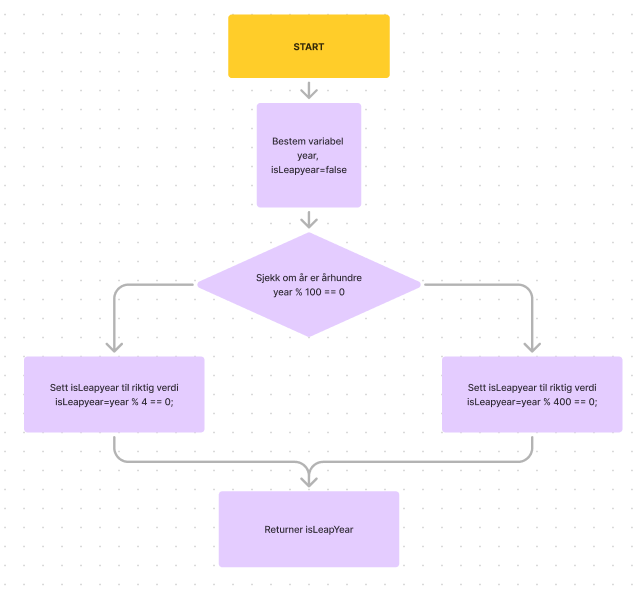 START
Bestem variabel
year,
isLeapyear=false
Sjekk om år er århundre
year % 100 == 0
Sett isLeapyear til riktig verdi
isLeapyear=year % 4 == 0;
Sett isLeapyear til riktig verdi
isLeapyear=year % 400 == 0;
Returner isLeapYear